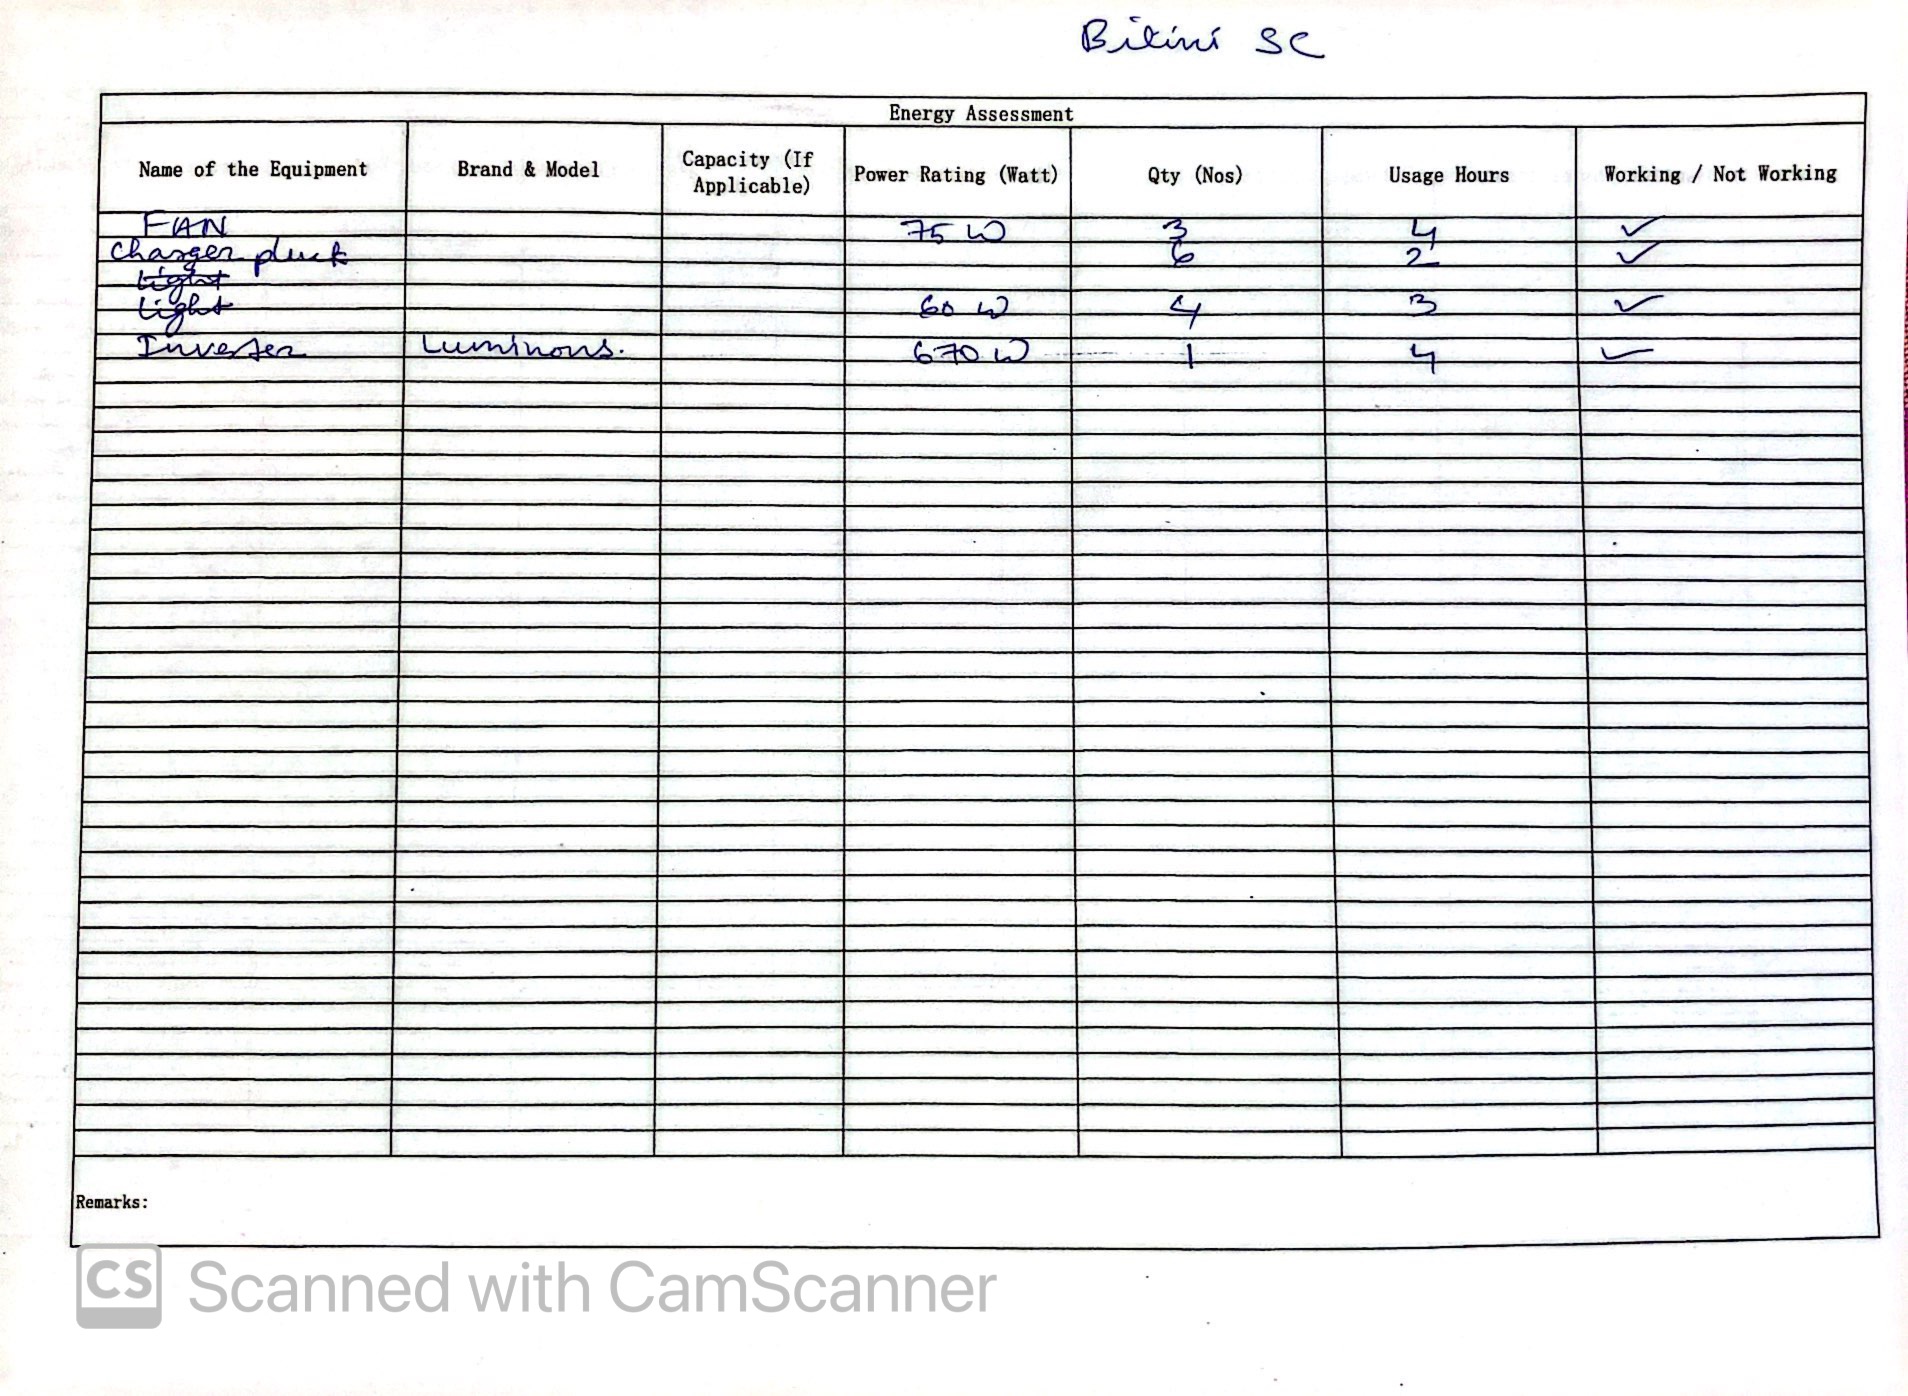 Bikini SC
Energy Assessment
Name of the Equipment Brand & Model Capacity (If Applicable) Power Rating (Watt) Qty (Nos) Usage Hours Working / Not Working
FAN 75 W 3 4 ✓
charger pluck 6 2 ✓
Light
Light 60 W 4 3 ✓
Inverter Luminous. 670 W 1 4 ✓
Remarks:
CS Scanned with CamScanner